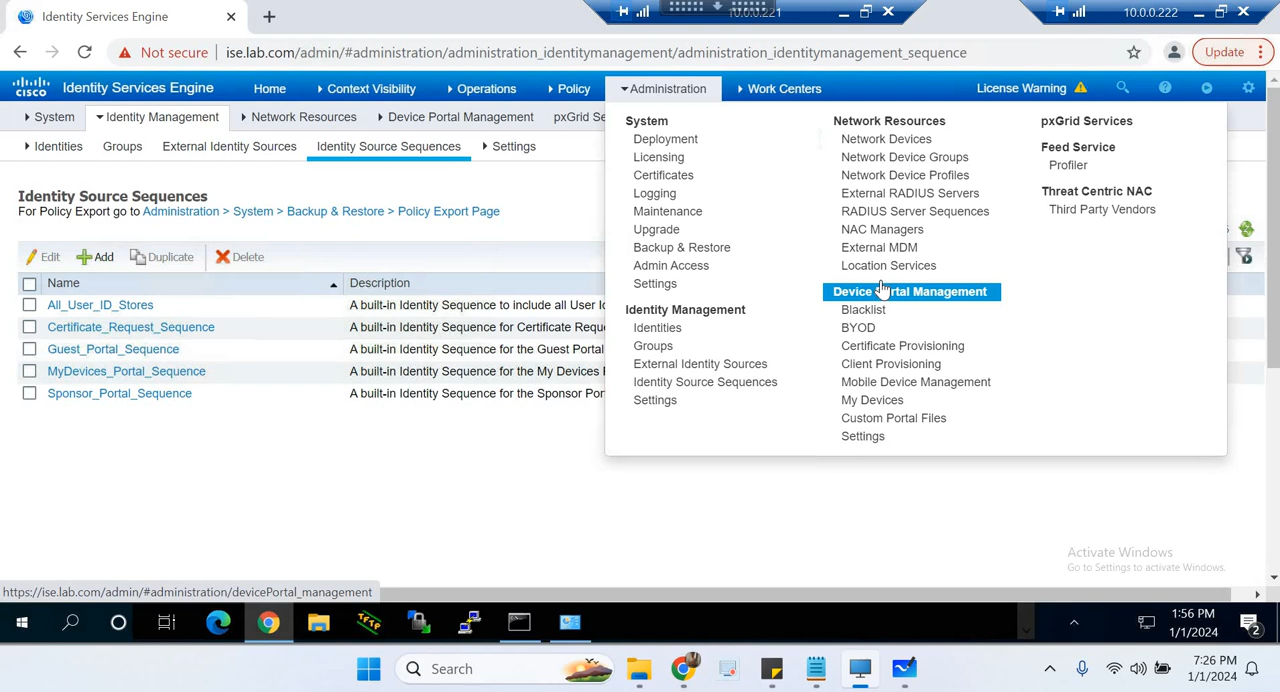 Identity Services Engine
10.0.0.221
10.0.0.222
Not secure
ise.lab.com/admin/#administration/administration_identitymanagement/administration_identitymanagement_sequence
Update
CISCO
Identity Services Engine
Home
Context Visibility
Operations
Policy
Administration
Work Centers
License Warning
System
Identity Management
Network Resources
Device Portal Management
pxGrid Se
Identities
Groups
External Identity Sources
Identity Source Sequences
Settings
Identity Source Sequences
For Policy Export go to Administration > System > Backup & Restore > Policy Export Page
Edit
Add
Duplicate
Delete
Name
Description
All_User_ID_Stores
A built-in Identity Sequence to include all User Id
Certificate_Request_Sequence
A built-in Identity Sequence for Certificate Reque
Guest_Portal_Sequence
A built-in Identity Sequence for the Guest Portal
MyDevices_Portal_Sequence
A built-in Identity Sequence for the My Devices
Sponsor_Portal_Sequence
A built-in Identity Sequence for the Sponsor Por
System
Deployment
Licensing
Certificates
Logging
Maintenance
Upgrade
Backup & Restore
Admin Access
Settings
Identity Management
Identities
Groups
External Identity Sources
Identity Source Sequences
Settings
Network Resources
Network Devices
Network Device Groups
Network Device Profiles
External RADIUS Servers
RADIUS Server Sequences
NAC Managers
External MDM
Location Services
Device Portal Management
Blacklist
BYOD
Certificate Provisioning
Client Provisioning
Mobile Device Management
My Devices
Custom Portal Files
Settings
pxGrid Services
Feed Service
Profiler
Threat Centric NAC
Third Party Vendors
Activate Windows
Go to Settings to activate Windows.
https://ise.lab.com/admin/#administration/devicePortal_management
TFTP
1:56 PM
1/1/2024
2
Search
7:26 PM
1/1/2024